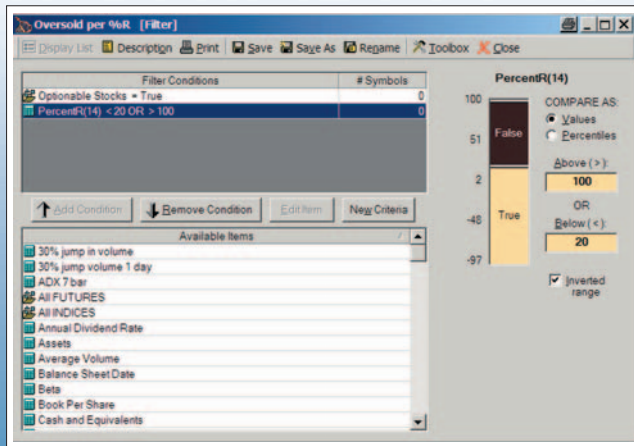 Oversold per %R [Filter]
Display List Description Print Save Save As Rename Toolbox Close
Filter Conditions # Symbols
Optionable Stocks = True 0
PercentR(14) < 20 OR > 100 0
Add Condition Remove Condition Edit Item New Criteria
Available Items
30% jump in volume
30% jump volume 1 day
ADX 7 bar
All FUTURES
All INDICES
Annual Dividend Rate
Assets
Average Volume
Balance Sheet Date
Beta
Book Per Share
Cash and Equivalents
PercentR(14)
100
51
2
-48
-97
False
True
COMPARE AS:
Values
Percentiles
Above (>):
100
OR
Below (<):
20
Inverted
range